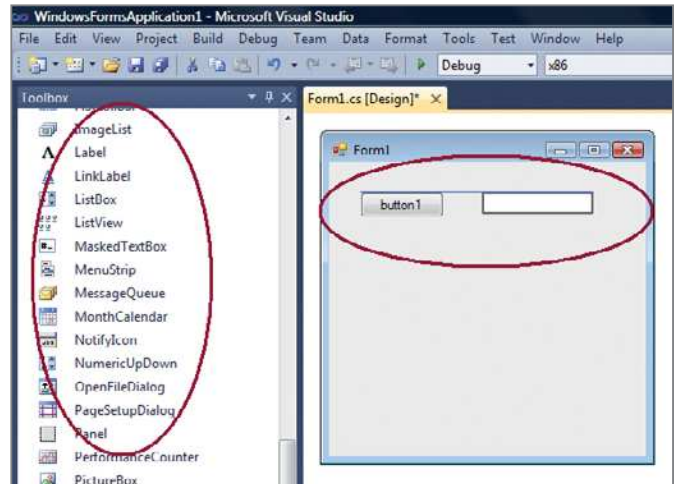 WindowsFormsApplication1 - Microsoft Visual Studio
File Edit View Project Build Debug Team Data Format Tools Test Window Help
Debug x86
Toolbox
Form1.cs [Design]*
ImageList
Label
LinkLabel
ListBox
ListView
MaskedTextBox
MenuStrip
MessageQueue
MonthCalendar
NotifyIcon
NumericUpDown
OpenFileDialog
PageSetupDialog
Panel
PerformanceCounter
PictureBox
Form1
button1